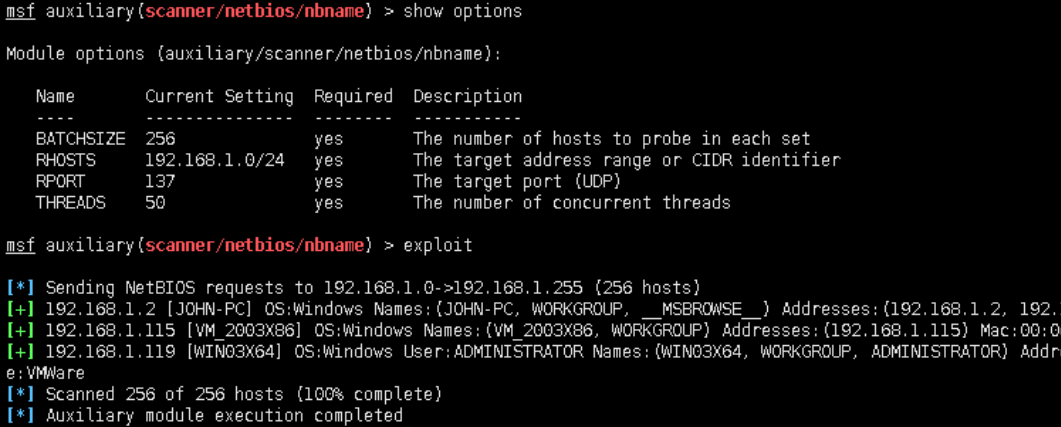 msf auxiliary(scanner/netbios/nbname) > show options
Module options (auxiliary/scanner/netbios/nbname):
Name Current Setting Required Description
---- --------------- -------- -----------
BATCHSIZE 256 yes The number of hosts to probe in each set
RHOSTS 192.168.1.0/24 yes The target address range or CIDR identifier
RPORT 137 yes The target port (UDP)
THREADS 50 yes The number of concurrent threads
msf auxiliary(scanner/netbios/nbname) > exploit
[*] Sending NetBIOS requests to 192.168.1.0->192.168.1.255 (256 hosts)
[+] 192.168.1.2 [JOHN-PC] OS:Windows Names:(JOHN-PC, WORKGROUP, __MSBROWSE__) Addresses:(192.168.1.2, 192.
[+] 192.168.1.115 [VM_2003X86] OS:Windows Names:(VM_2003X86, WORKGROUP) Addresses:(192.168.1.115) Mac:00:0
[+] 192.168.1.119 [WIN03X64] OS:Windows User:ADMINISTRATOR Names:(WIN03X64, WORKGROUP, ADMINISTRATOR) Addr
e:VMWare
[*] Scanned 256 of 256 hosts (100% complete)
[*] Auxiliary module execution completed